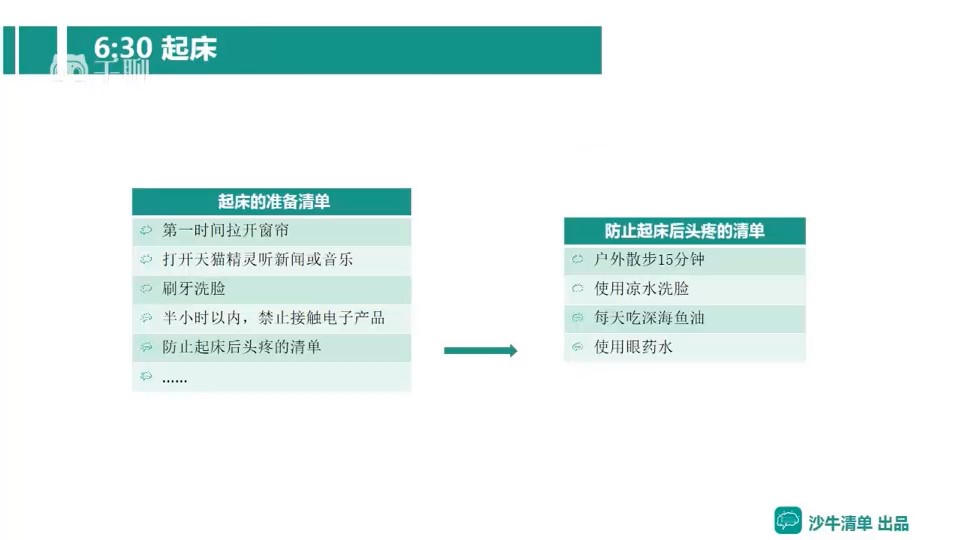 6;30 起床
千聊
起床的准备清单
第一时间拉开窗帘
打开天猫精灵听新闻或音乐
刷牙洗脸
半小时以内，禁止接触电子产品
防止起床后头疼的清单
......
防止起床后头疼的清单
户外散步15分钟
使用凉水洗脸
每天吃深海鱼油
使用眼药水
沙牛清单 出品